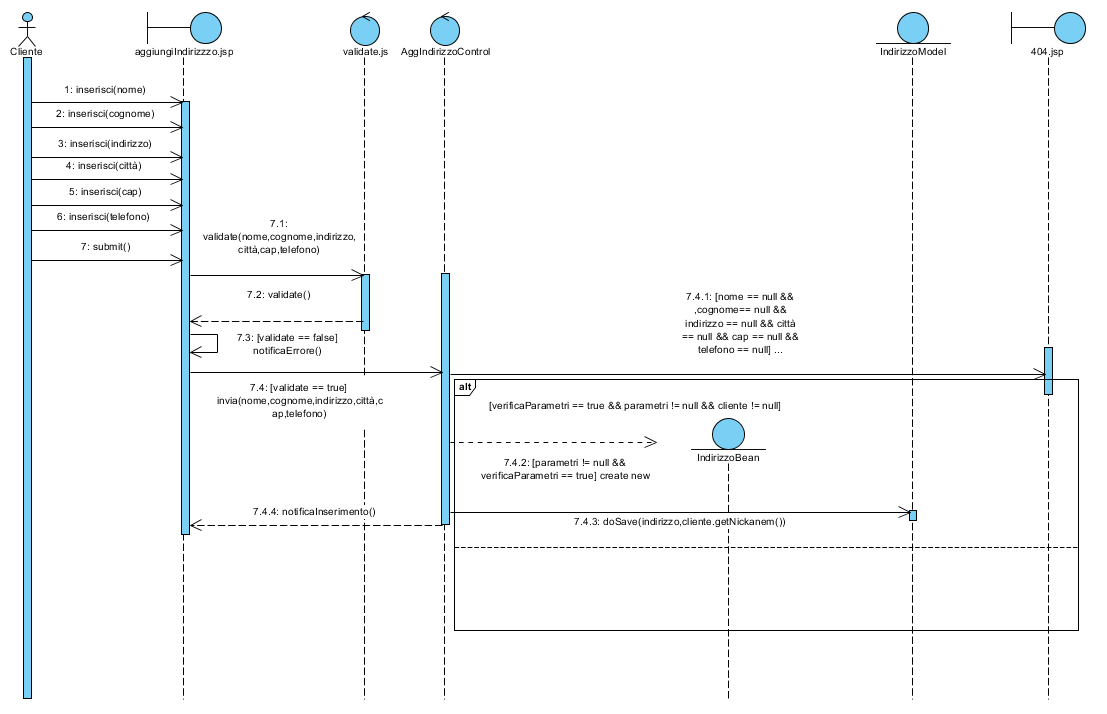 Cliente
aggiungiIndirizzzo.jsp
validate.js
AggIndirizzoControl
IndirizzoModel
404.jsp
1: inserisci(nome)
2: inserisci(cognome)
3: inserisci(indirizzo)
4: inserisci(città)
5: inserisci(cap)
6: inserisci(telefono)
7: submit()
7.1:
validate(nome,cognome,indirizzo,
città,cap,telefono)
7.2: validate()
7.3: [validate == false]
notificaErrore()
7.4: [validate == true]
invia(nome,cognome,indirizzo,città,c
ap,telefono)
7.4.1: [nome == null &&
,cognome== null &&
indirizzo == null && città
== null && cap == null &&
telefono == null] ...
alt
[verificaParametri == true && parametri != null && cliente != null]
IndirizzoBean
7.4.2: [parametri != null &&
verificaParametri == true] create new
7.4.3: doSave(indirizzo,cliente.getNickanem())
7.4.4: notificaInserimento()